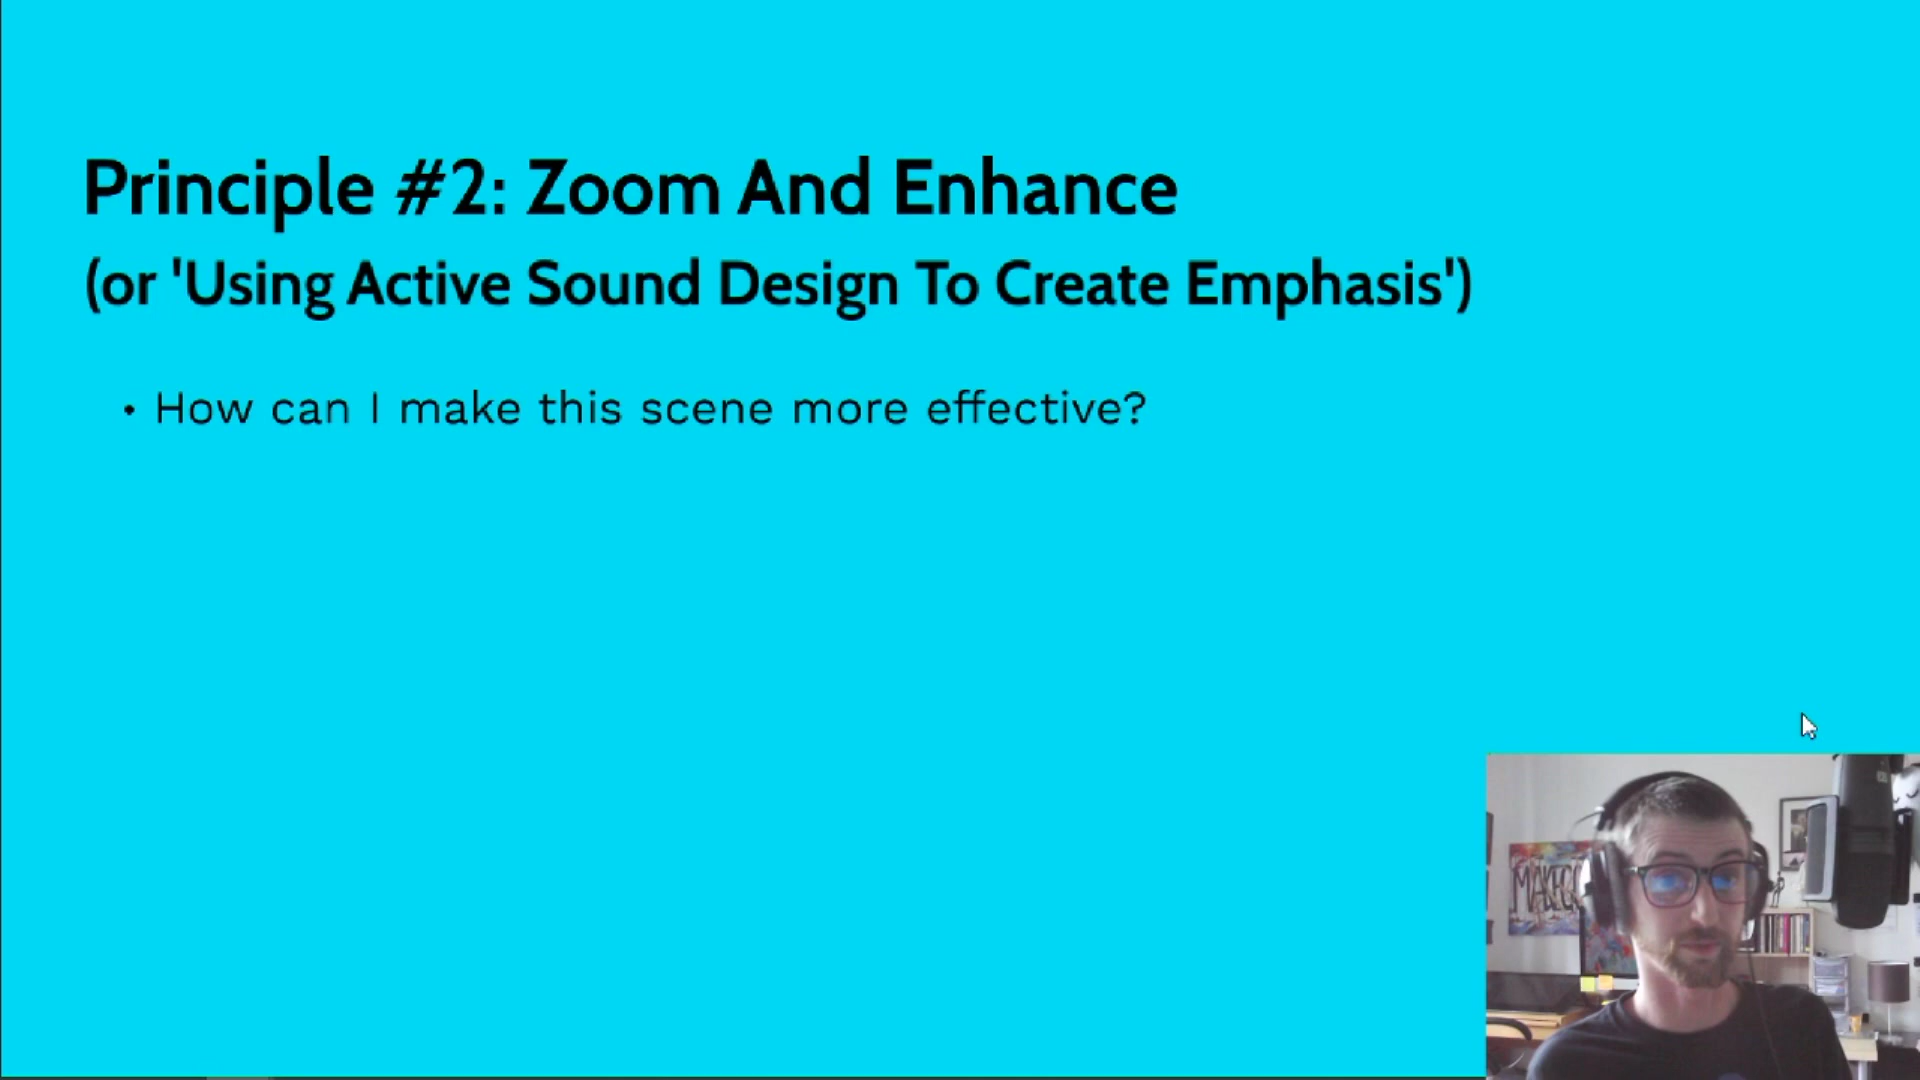 Principle #2: Zoom And Enhance
(or 'Using Active Sound Design To Create Emphasis')
• How can I make this scene more effective?